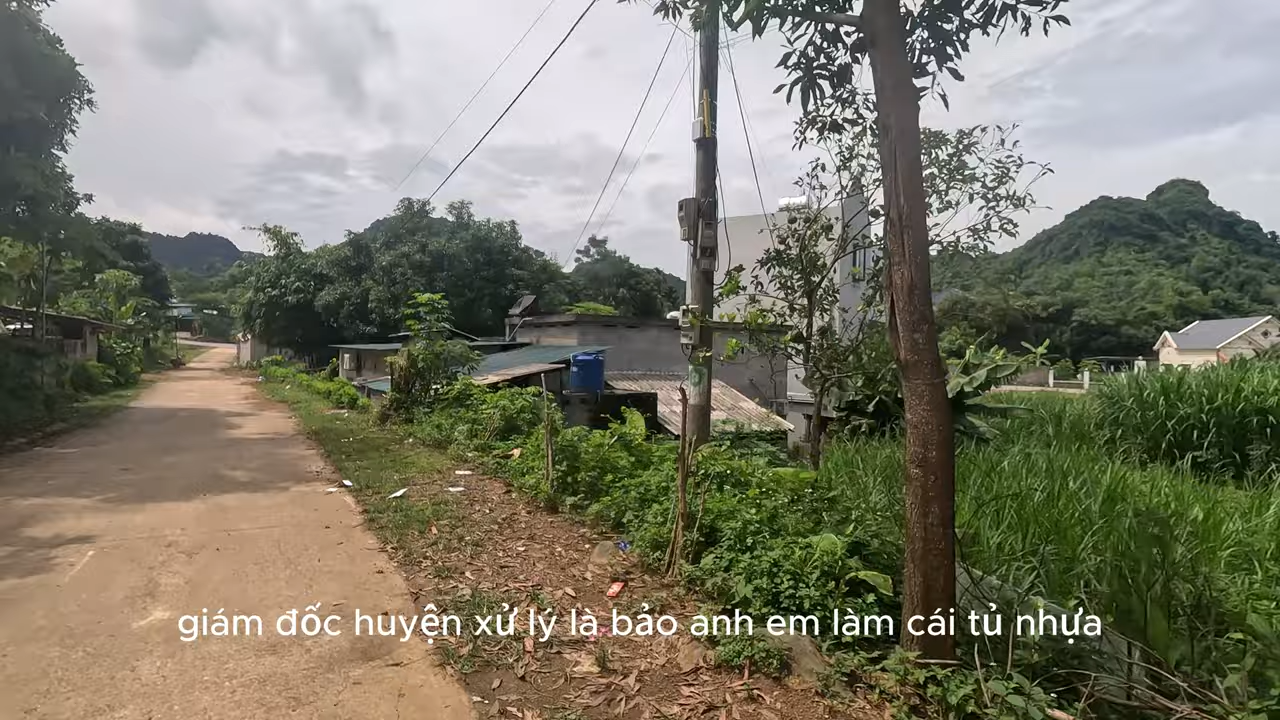 giám đốc huyện xử lý là bảo anh em làm cái tủ nhựa